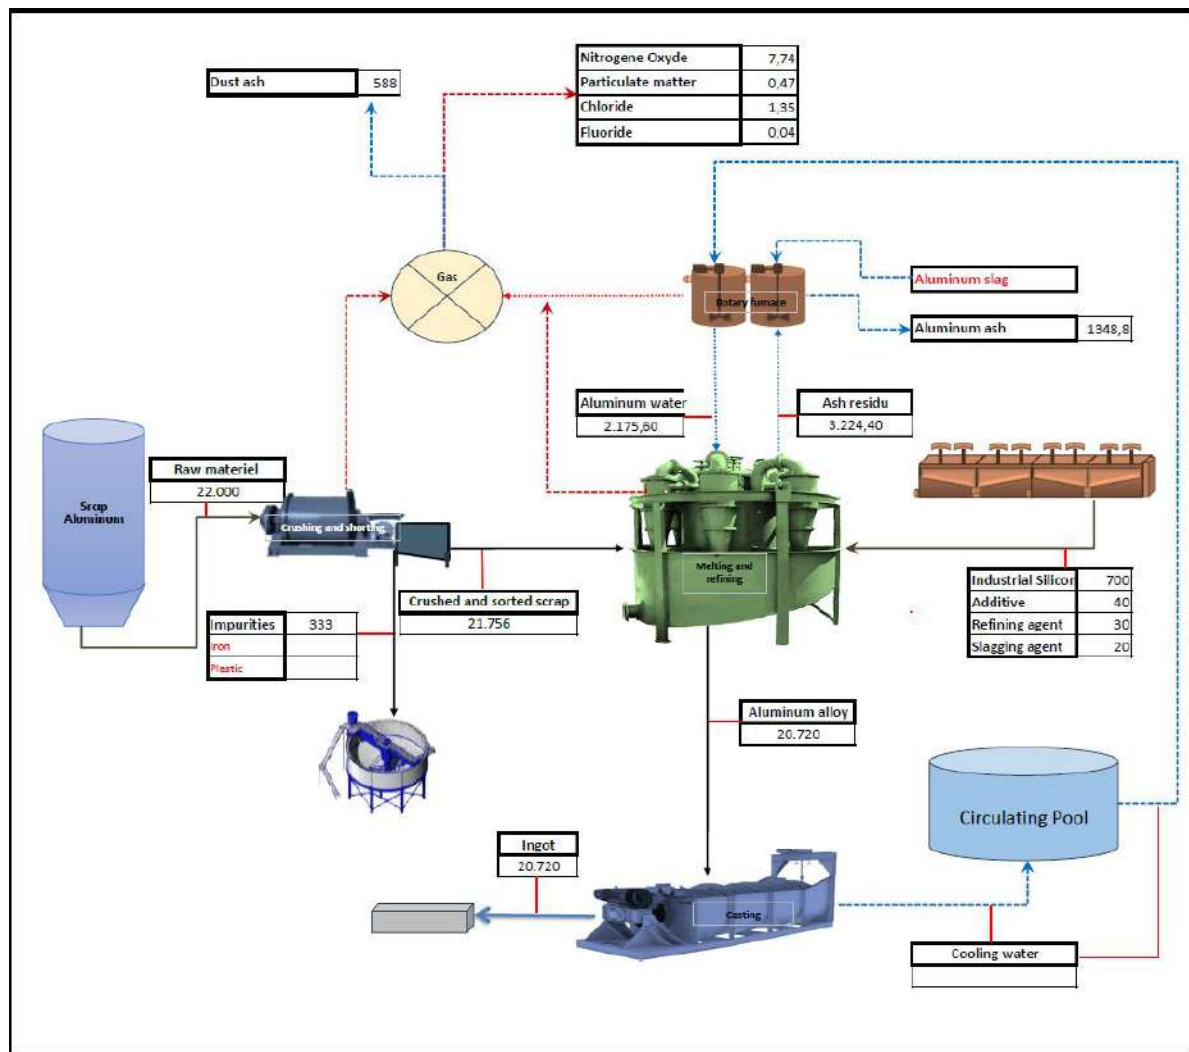 Nitrogene Oxyde 7,74
Particulate matter 0,47
Chloride 1,35
Fluoride 0,04
Dust ash 588
Gas
Rotary furnace
Aluminum slag
Aluminum ash 1348,8
Aluminum water
2.175,60
Ash residu
3.224,40
Raw materiel
22.000
Srap
Aluminum
Crushing and shorting
Melting and
refining
Crushed and sorted scrap
21.756
Impurities 333
Iron
Plastic
Industrial Silicon 700
Additive 40
Refining agent 30
Slagging agent 20
Aluminum alloy
20.720
Circulating Pool
Ingot
20.720
Casting
Cooling water